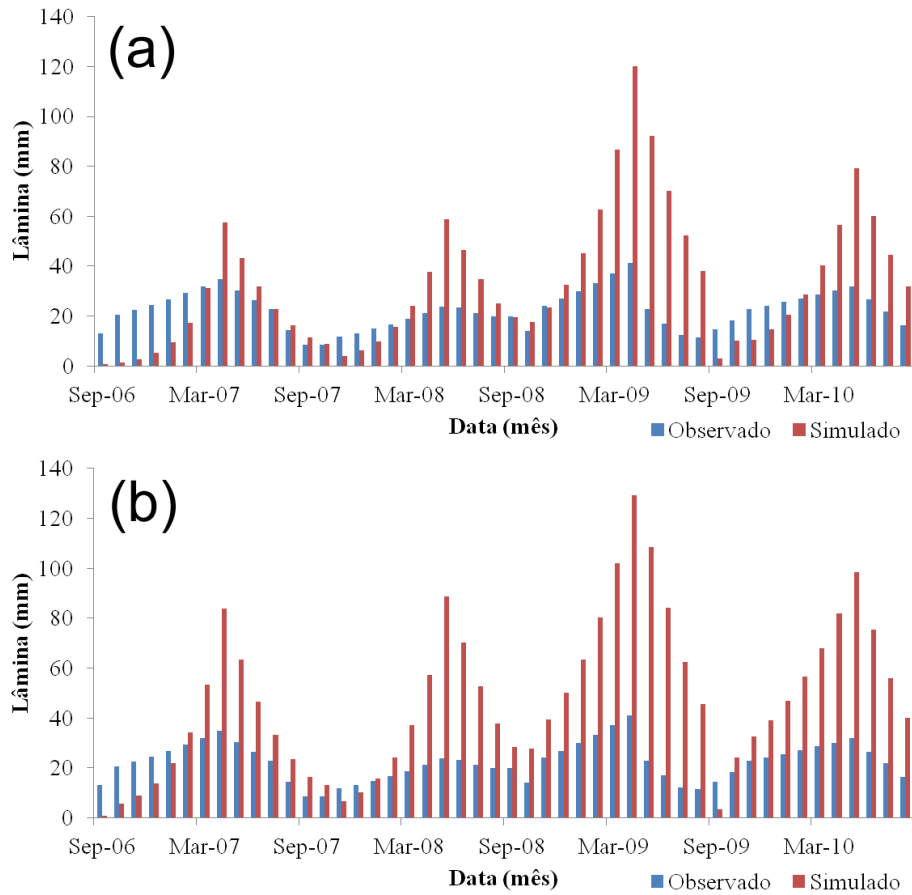 (a)
Lâmina (mm)
140
120
100
80
60
40
20
0
Sep-06 Mar-07 Sep-07 Mar-08 Sep-08 Mar-09 Sep-09 Mar-10
Data (mês)
Observado Simulado
(b)
Lâmina (mm)
140
120
100
80
60
40
20
0
Sep-06 Mar-07 Sep-07 Mar-08 Sep-08 Mar-09 Sep-09 Mar-10
Data (mês)
Observado Simulado